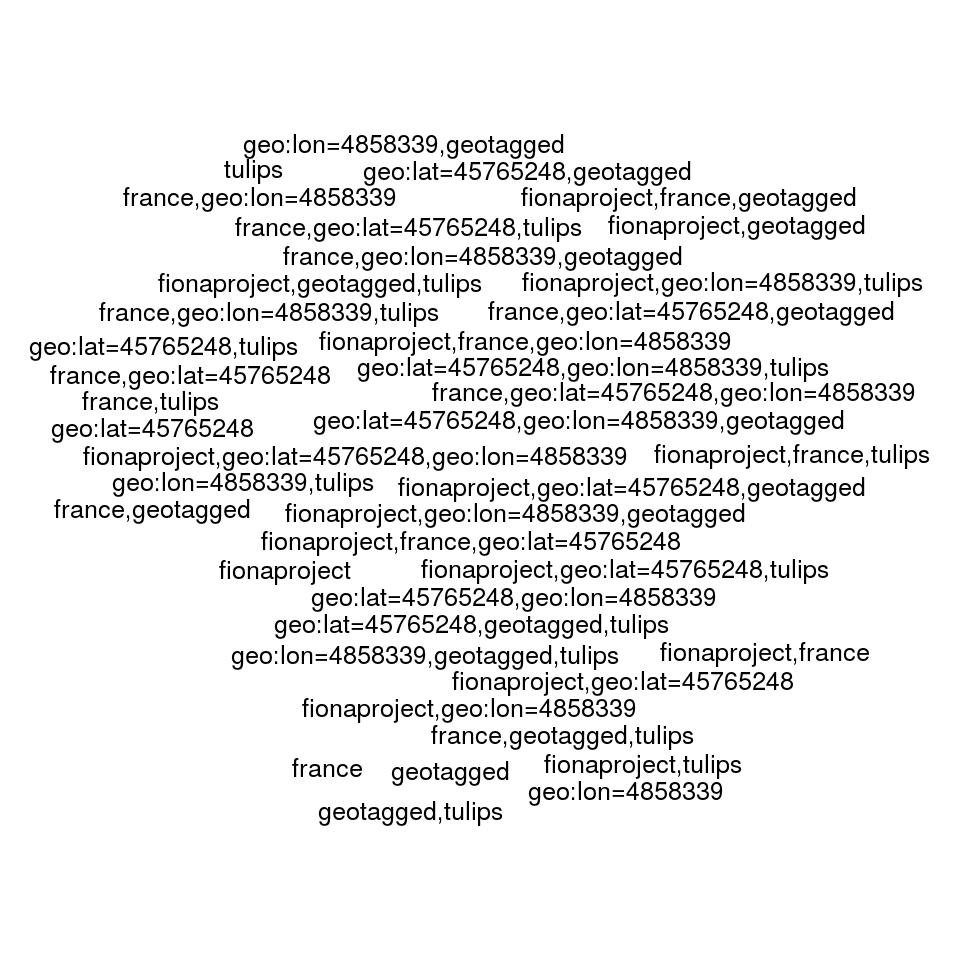 geo:lon=4858339,geotagged
tulips geo:lat=45765248,geotagged
france,geo:lon=4858339 fionaproject,france,geotagged
france,geo:lat=45765248,tulips fionaproject,geotagged
france,geo:lon=4858339,geotagged
fionaproject,geotagged,tulips fionaproject,geo:lon=4858339,tulips
france,geo:lon=4858339,tulips france,geo:lat=45765248,geotagged
geo:lat=45765248,tulips fionaproject,france,geo:lon=4858339
france,geo:lat=45765248 geo:lat=45765248,geo:lon=4858339,tulips
france,tulips france,geo:lat=45765248,geo:lon=4858339
geo:lat=45765248 geo:lat=45765248,geo:lon=4858339,geotagged
fionaproject,geo:lat=45765248,geo:lon=4858339 fionaproject,france,tulips
geo:lon=4858339,tulips fionaproject,geo:lat=45765248,geotagged
france,geotagged fionaproject,geo:lon=4858339,geotagged
fionaproject,france,geo:lat=45765248
fionaproject fionaproject,geo:lat=45765248,tulips
geo:lat=45765248,geo:lon=4858339
geo:lat=45765248,geotagged,tulips
geo:lon=4858339,geotagged,tulips fionaproject,france
fionaproject,geo:lat=45765248
fionaproject,geo:lon=4858339
france,geotagged,tulips
france geotagged fionaproject,tulips
geo:lon=4858339
geotagged,tulips